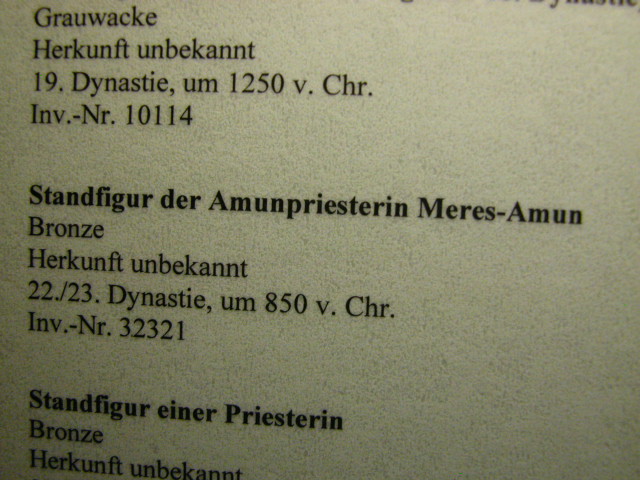 Dynastie,
Grauwacke
Herkunft unbekannt
19. Dynastie, um 1250 v. Chr.
Inv.-Nr. 10114
Standfigur der Amunpriesterin Meres-Amun
Bronze
Herkunft unbekannt
22./23. Dynastie, um 850 v. Chr.
Inv.-Nr. 32321
Standfigur einer Priesterin
Bronze
Herkunft unbekannt